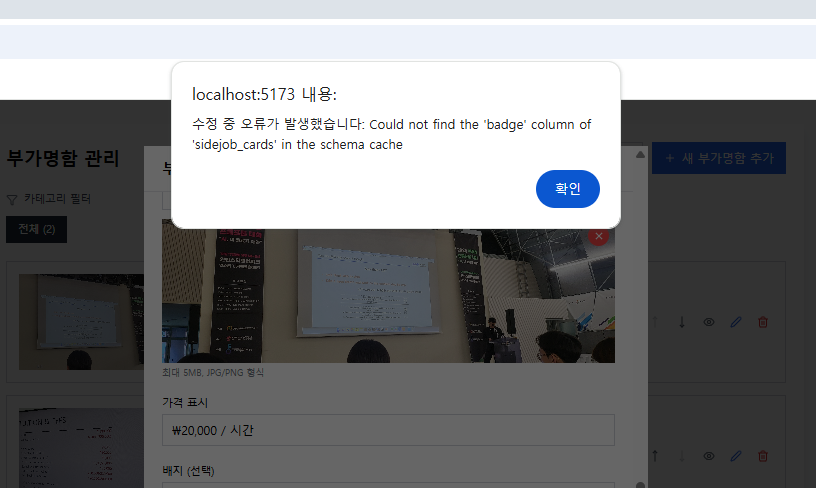 localhost:5173 내용:
수정 중 오류가 발생했습니다: Could not find the 'badge' column of
'sidejob_cards' in the schema cache
확인
부가명함 관리
+ 새 부가명함 추가
카테고리 필터
전체 (2)
최대 5MB, JPG/PNG 형식
가격 표시
₩20,000 / 시간
배지 (선택)